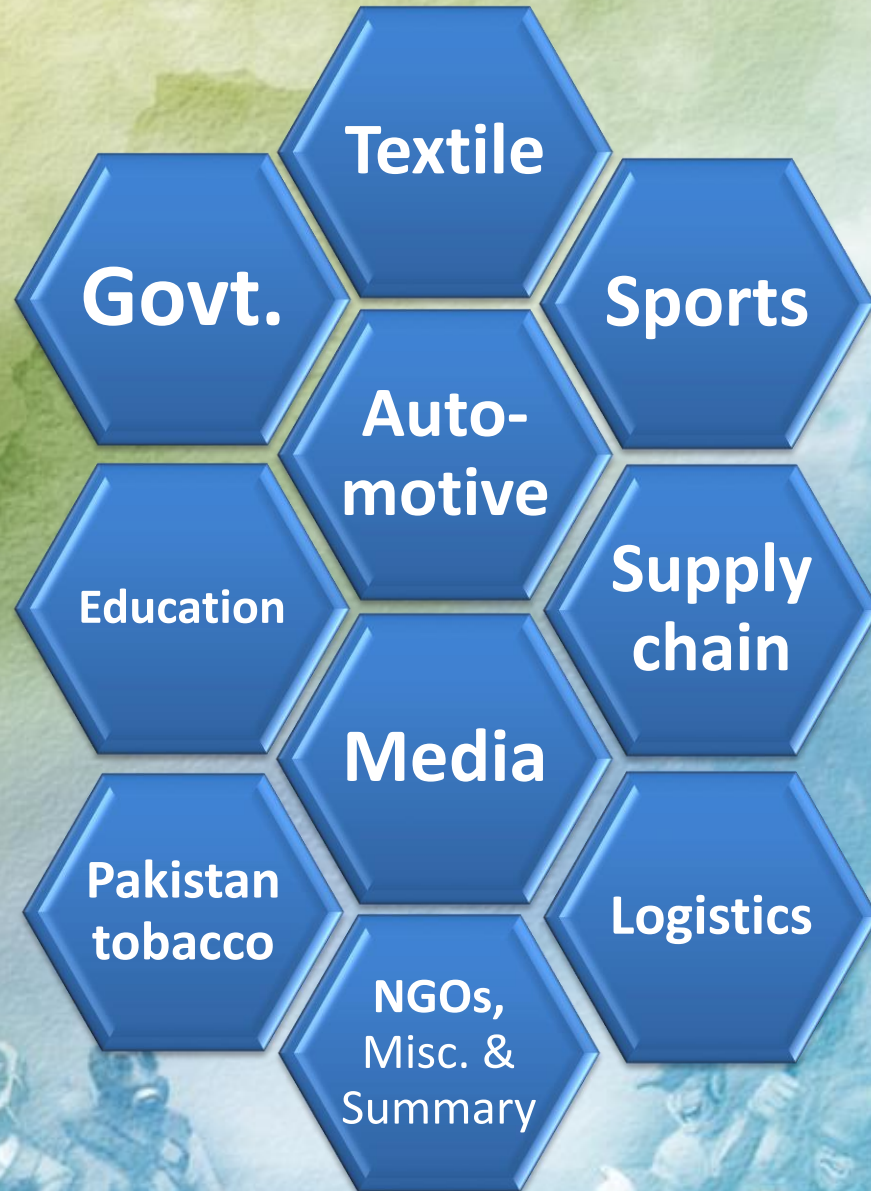 Textile
Govt.
Sports
Auto-
motive
Education
Supply
chain
Media
Pakistan
tobacco
Logistics
NGOs,
Misc. &
Summary